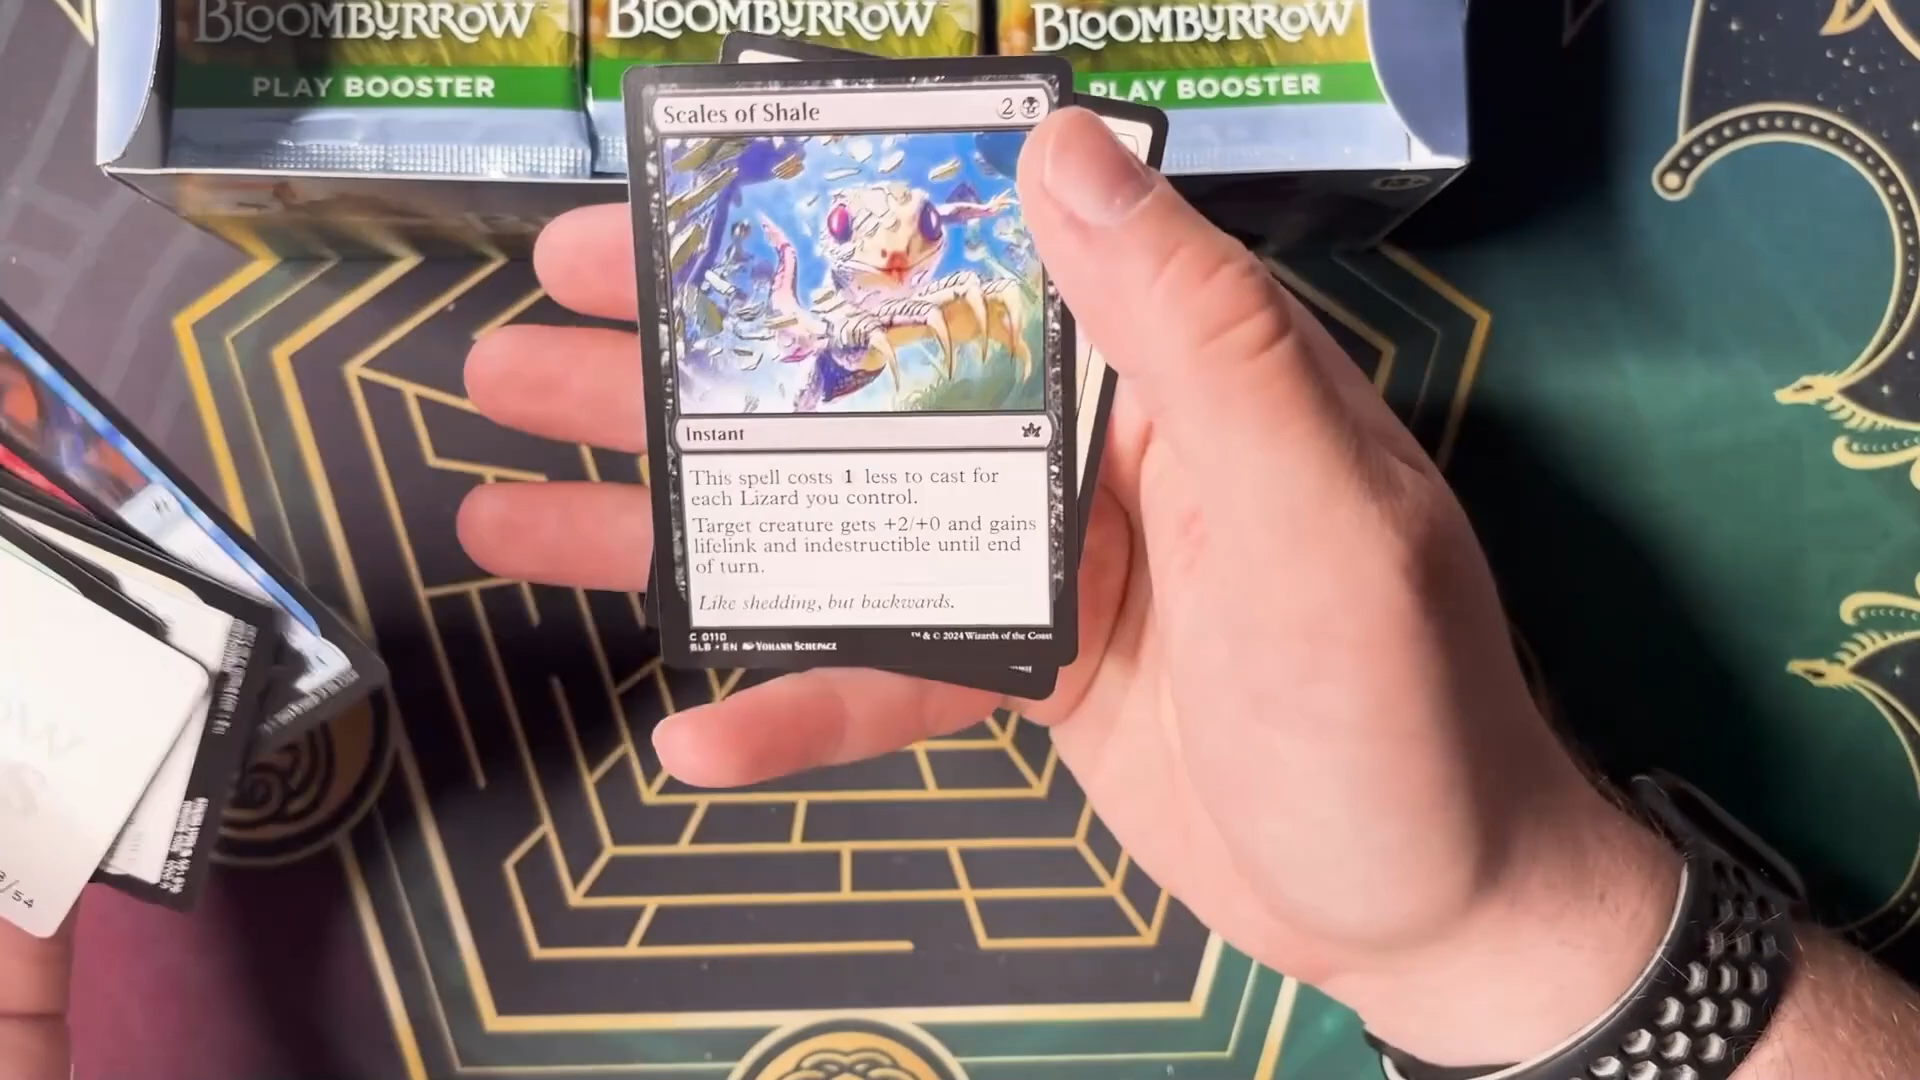 BLOOMBURROW
BLOOMBURROW
BLOOMBURROW
PLAY BOOSTER
PLAY BOOSTER
Scales of Shale 2
Instant
This spell costs 1 less to cast for
each Lizard you control.
Target creature gets +2/+0 and gains
lifelink and indestructible until end
of turn.
Like shedding, but backwards.
C 0110
™ & © 2024 Wizards of the Coast
BLB • EN YOHANN SCHEPACZ
/54